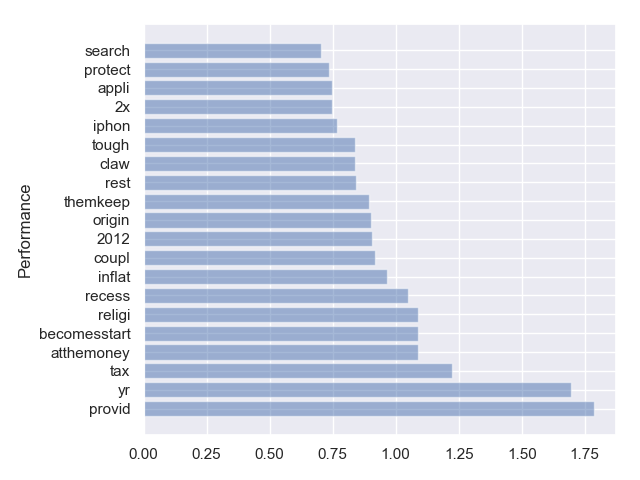 search
protect
appli
2x
iphon
tough
claw
rest
themkeep
origin
2012
coupl
inflat
recess
religi
becomesstart
atthemoney
tax
yr
provid
Performance
0.00 0.25 0.50 0.75 1.00 1.25 1.50 1.75